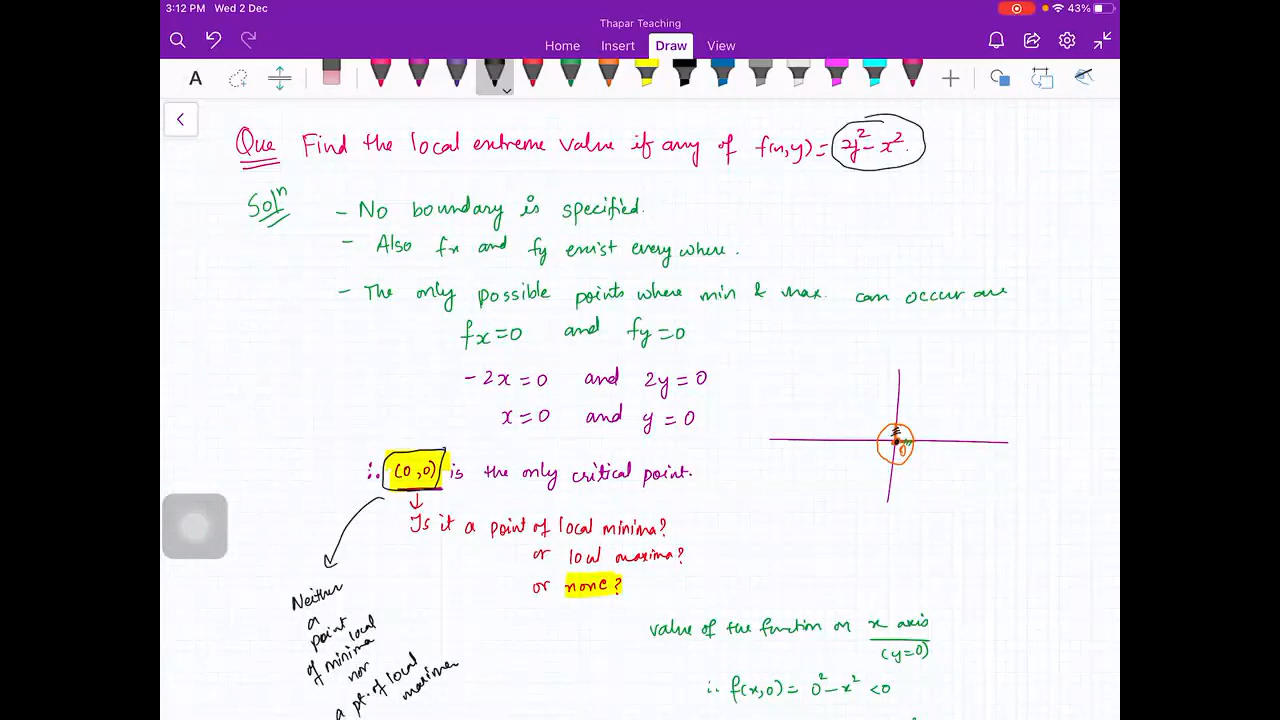 3:12 PM Wed 2 Dec
43%
Thapar Teaching
Home Insert Draw View
A
Que Find the local extreme value if any of f(x,y) = y² - x².
Solⁿ
- No boundary is specified.
- Also fx and fy exist every where.
- The only possible points where min & max. can occur are
fx = 0 and fy = 0
-2x = 0 and 2y = 0
x = 0 and y = 0
∴ (0,0) is the only critical point.
Is it a point of local minima?
or local maxima?
or none?
Neither
a
point local
of minima
nor
a pt. of local
maxima
value of the function on x axis
(y=0)
∴ f(x,0) = 0² - x² < 0